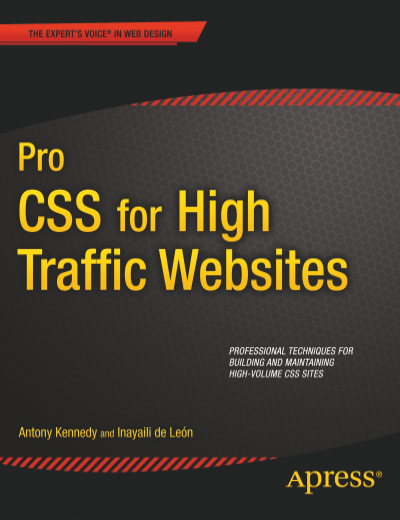 THE EXPERT'S VOICE® IN WEB DESIGN
Pro
CSS for High
Traffic Websites
PROFESSIONAL TECHNIQUES FOR
BUILDING AND MAINTAINING
HIGH-VOLUME CSS SITES
Antony Kennedy and Inayaili de León
Apress®